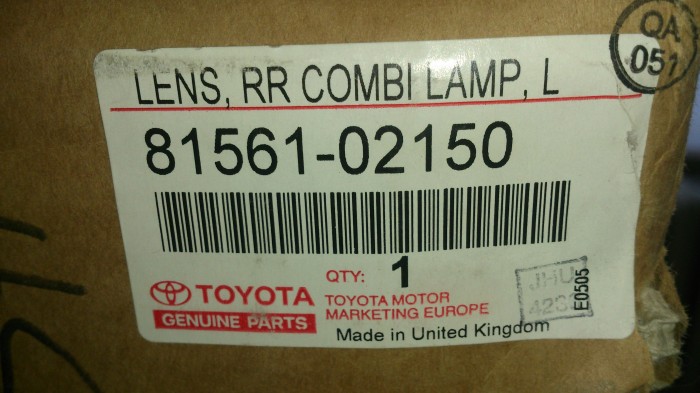 QA
051
LENS, RR COMBI LAMP, L
81561-02150
QTY: 1
TOYOTA
GENUINE PARTS
TOYOTA MOTOR
MARKETING EUROPE
JHU
E0505
Made in United Kingdom